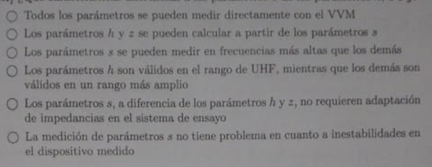 Todos los parámetros se pueden medir directamente con el VVM
Los parámetros h y z se pueden calcular a partir de los parámetros s
Los parámetros s se pueden medir en frecuencias más altas que los demás
Los parámetros h son válidos en el rango de UHF, mientras que los demás son
válidos en un rango más amplio
Los parámetros s, a diferencia de los parámetros h y z, no requieren adaptación
de impedancias en el sistema de ensayo
La medición de parámetros s no tiene problema en cuanto a inestabilidades en
el dispositivo medido